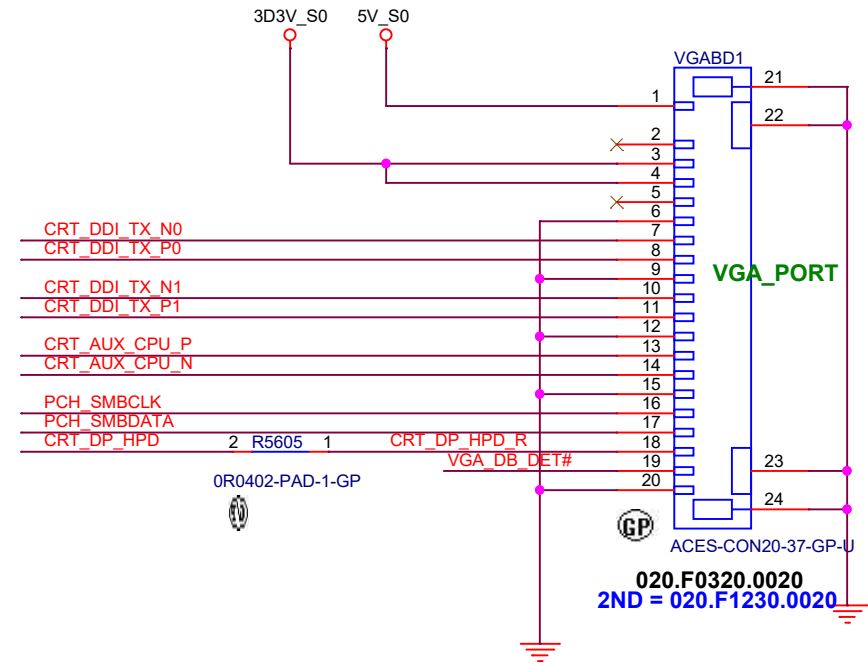 3D3V_S0 5V_S0
VGABD1
21
1
22
2
3
4
5
6
CRT_DDI_TX_N0 7
CRT_DDI_TX_P0 8
9
VGA_PORT
CRT_DDI_TX_N1 10
CRT_DDI_TX_P1 11
12
CRT_AUX_CPU_P 13
CRT_AUX_CPU_N 14
15
PCH_SMBCLK 16
PCH_SMBDATA 17
CRT_DP_HPD 2 R5605 1 CRT_DP_HPD_R 18
VGA_DB_DET# 19
23
20
0R0402-PAD-1-GP
24
GP
ACES-CON20-37-GP-U
020.F0320.0020
2ND = 020.F1230.0020